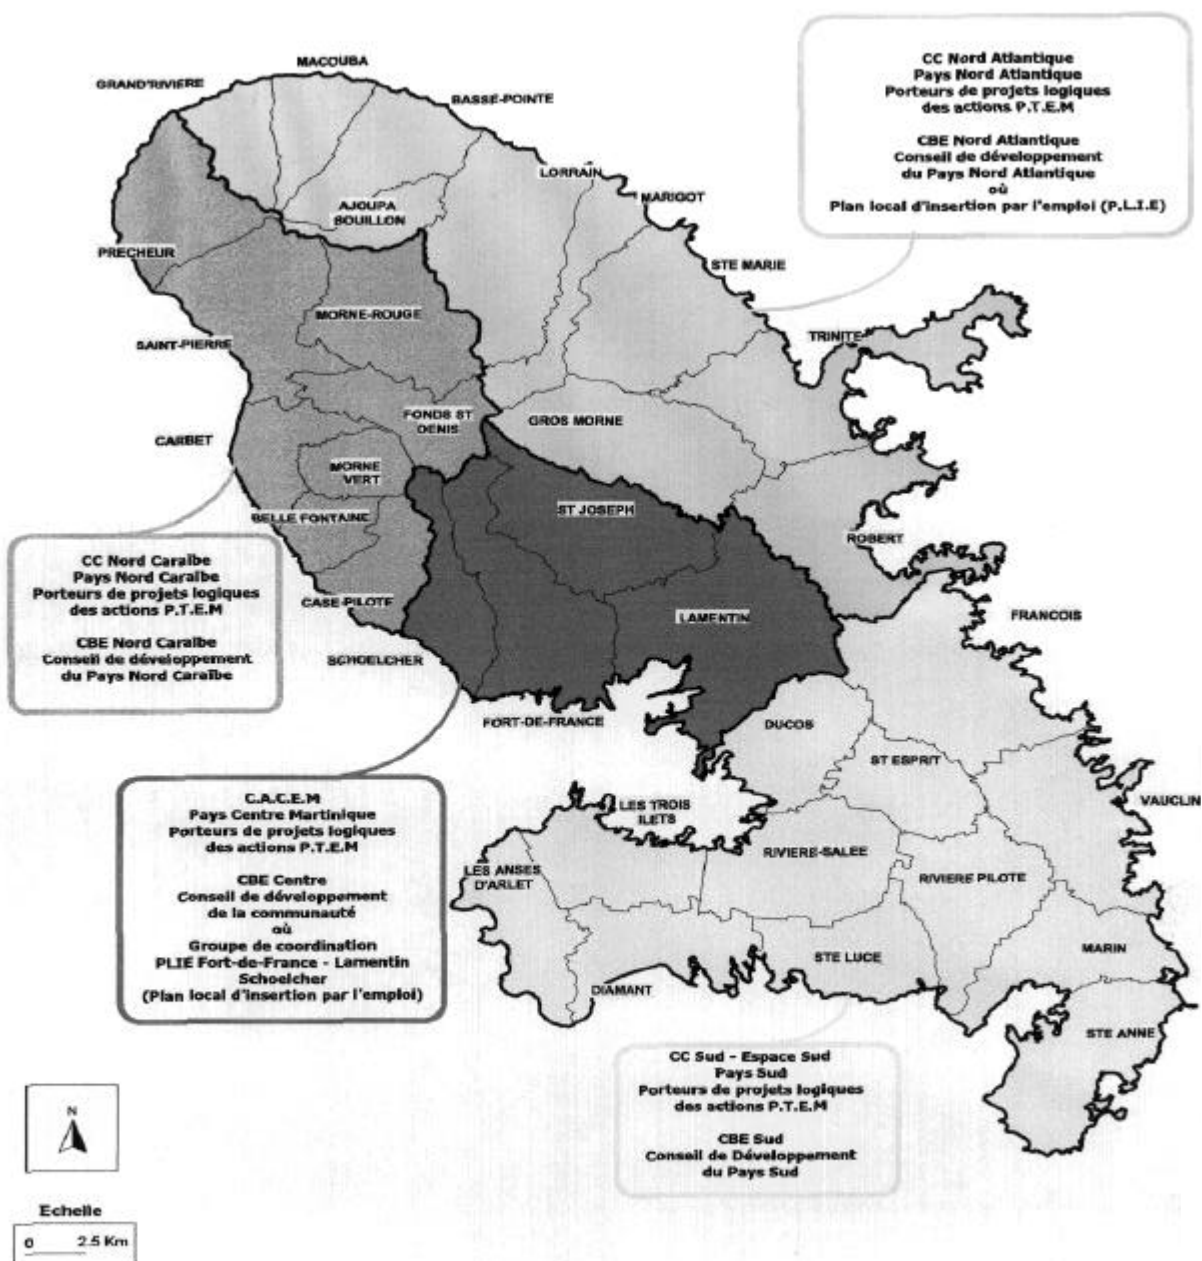 MACOUBA
GRAND'RIVIERE
BASSE-POINTE
CC Nord Atlantique
Pays Nord Atlantique
Porteurs de projets logiques
des actions P.T.E.M
CBE Nord Atlantique
Conseil de développement
du Pays Nord Atlantique
où
Plan local d'insertion par l'emploi (P.L.I.E)
LORRAIN
MARIGOT
AJOUPA
BOUILLON
PRECHEUR
STE MARIE
MORNE-ROUGE
SAINT-PIERRE
TRINITE
FONDS ST
DENIS
GROS MORNE
CARBET
MORNE
VERT
ST JOSEPH
BELLE FONTAINE
ROBERT
CC Nord Caraïbe
Pays Nord Caraïbe
Porteurs de projets logiques
des actions P.T.E.M
CBE Nord Caraïbe
Conseil de développement
du Pays Nord Caraïbe
CASE-PILOTE
LAMENTIN
FRANCOIS
SCHOELCHER
FORT-DE-FRANCE
DUCOS
ST ESPRIT
VAUCLIN
LES TROIS
ILETS
C.A.C.E.M
Pays Centre Martinique
Porteurs de projets logiques
des actions P.T.E.M
CBE Centre
Conseil de développement
de la communauté
où
Groupe de coordination
PLIE Fort-de-France - Lamentin
Schoelcher
(Plan local d'insertion par l'emploi)
RIVIERE-SALEE
LES ANSES
D'ARLET
RIVIERE PILOTE
MARIN
STE LUCE
DIAMANT
STE ANNE
CC Sud - Espace Sud
Pays Sud
Porteurs de projets logiques
des actions P.T.E.M
CBE Sud
Conseil de Développement
du Pays Sud
N
Echelle
0 2.5 Km